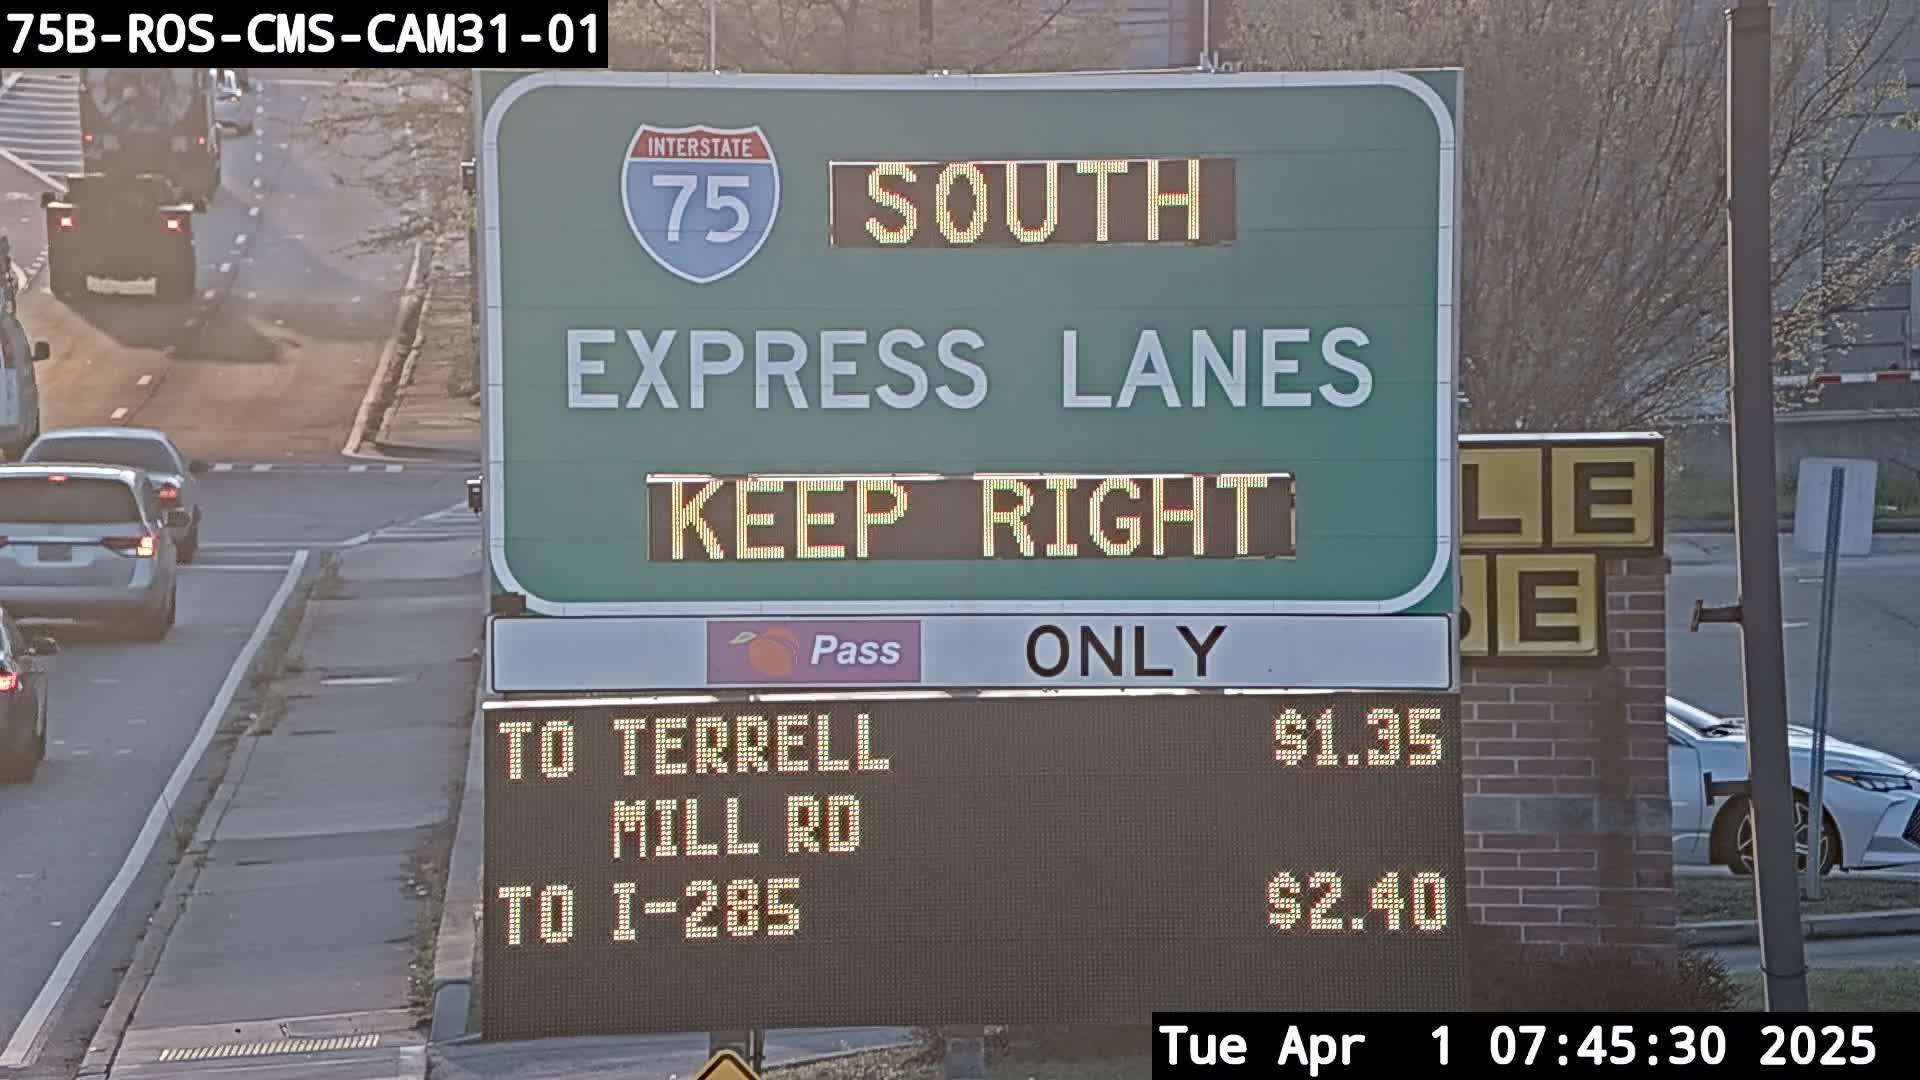 75B-ROS-CMS-CAM31-01
INTERSTATE
75
SOUTH
EXPRESS LANES
KEEP RIGHT
Pass ONLY
TO TERRELL $1.35
MILL RD
TO I-285 $2.40
LE
E
Tue Apr 1 07:45:30 2025